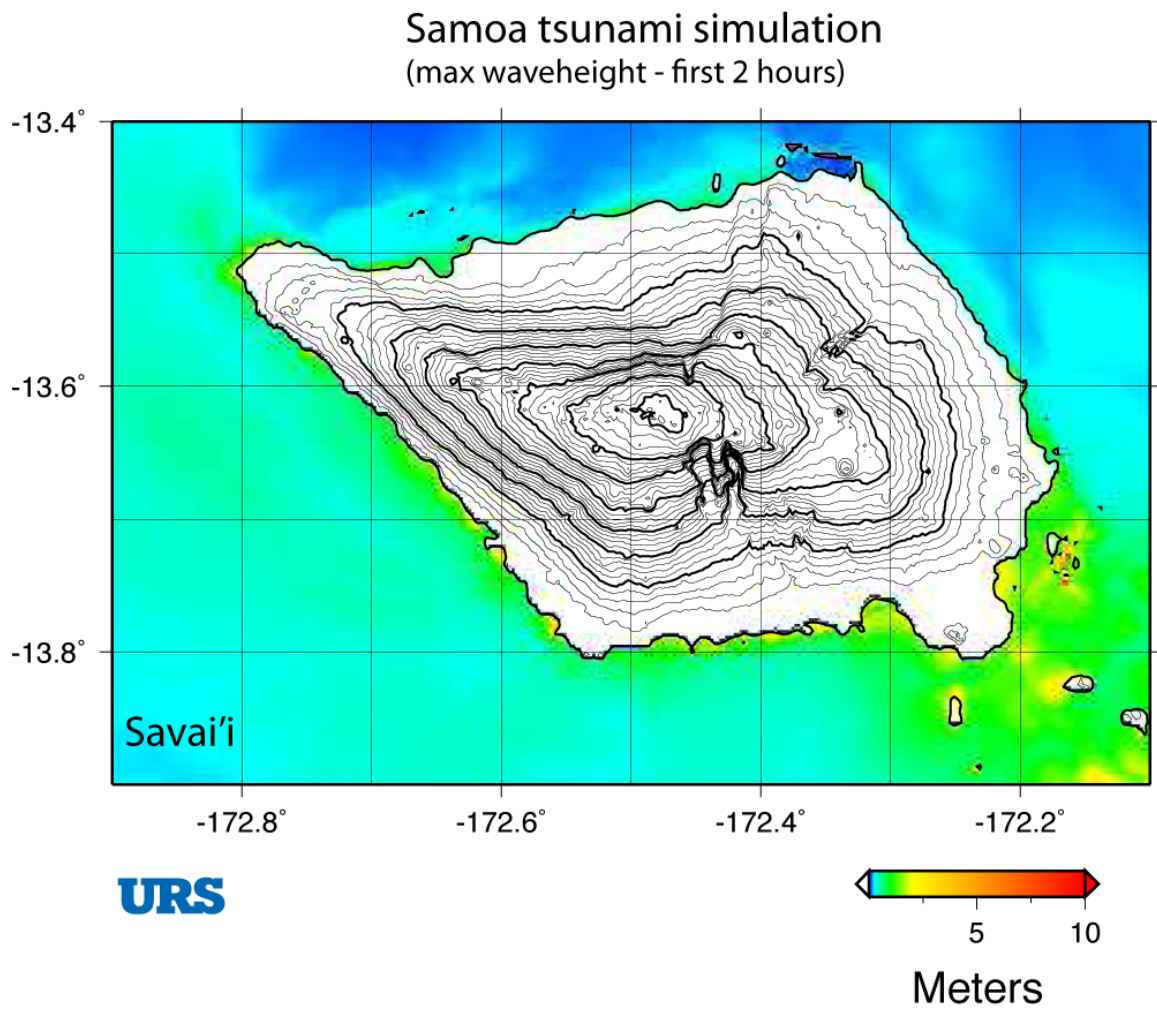 Samoa tsunami simulation
(max waveheight - first 2 hours)
-13.4°
-13.6°
-13.8°
Savai'i
-172.8° -172.6° -172.4° -172.2°
URS
5 10
Meters